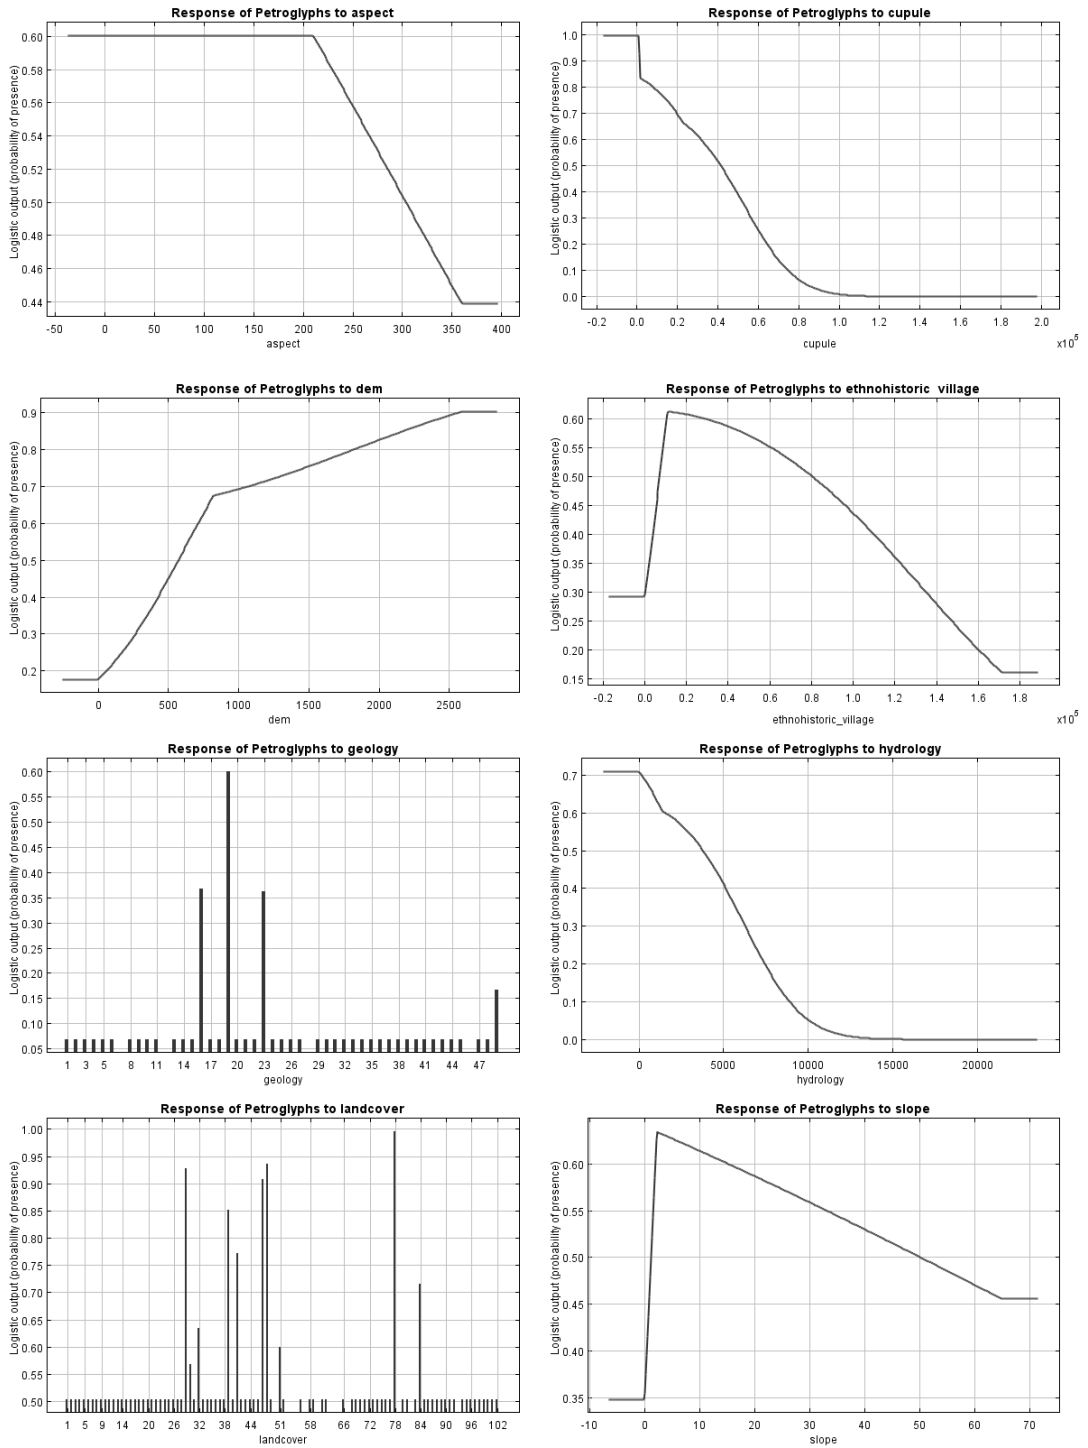 Response of Petroglyphs to aspect
Logistic output (probability of presence)
0.60
0.58
0.56
0.54
0.52
0.50
0.48
0.46
0.44
-50 0 50 100 150 200 250 300 350 400
aspect
Response of Petroglyphs to cupule
Logistic output (probability of presence)
1.0
0.9
0.8
0.7
0.6
0.5
0.4
0.3
0.2
0.1
0.0
-0.2 0.0 0.2 0.4 0.6 0.8 1.0 1.2 1.4 1.6 1.8 2.0
cupule x10^5
Response of Petroglyphs to dem
Logistic output (probability of presence)
0.9
0.8
0.7
0.6
0.5
0.4
0.3
0.2
0 500 1000 1500 2000 2500
dem
Response of Petroglyphs to ethnohistoric village
Logistic output (probability of presence)
0.60
0.55
0.50
0.45
0.40
0.35
0.30
0.25
0.20
0.15
-0.2 0.0 0.2 0.4 0.6 0.8 1.0 1.2 1.4 1.6 1.8
ethnohistoric_village x10^5
Response of Petroglyphs to geology
Logistic output (probability of presence)
0.60
0.55
0.50
0.45
0.40
0.35
0.30
0.25
0.20
0.15
0.10
0.05
1 3 5 8 11 14 17 20 23 26 29 32 35 38 41 44 47
geology
Response of Petroglyphs to hydrology
Logistic output (probability of presence)
0.7
0.6
0.5
0.4
0.3
0.2
0.1
0.0
0 5000 10000 15000 20000
hydrology
Response of Petroglyphs to landcover
Logistic output (probability of presence)
1.00
0.95
0.90
0.85
0.80
0.75
0.70
0.65
0.60
0.55
0.50
1 5 9 14 20 26 32 38 44 51 58 66 72 78 84 90 96 102
landcover
Response of Petroglyphs to slope
Logistic output (probability of presence)
0.60
0.55
0.50
0.45
0.40
0.35
-10 0 10 20 30 40 50 60 70
slope